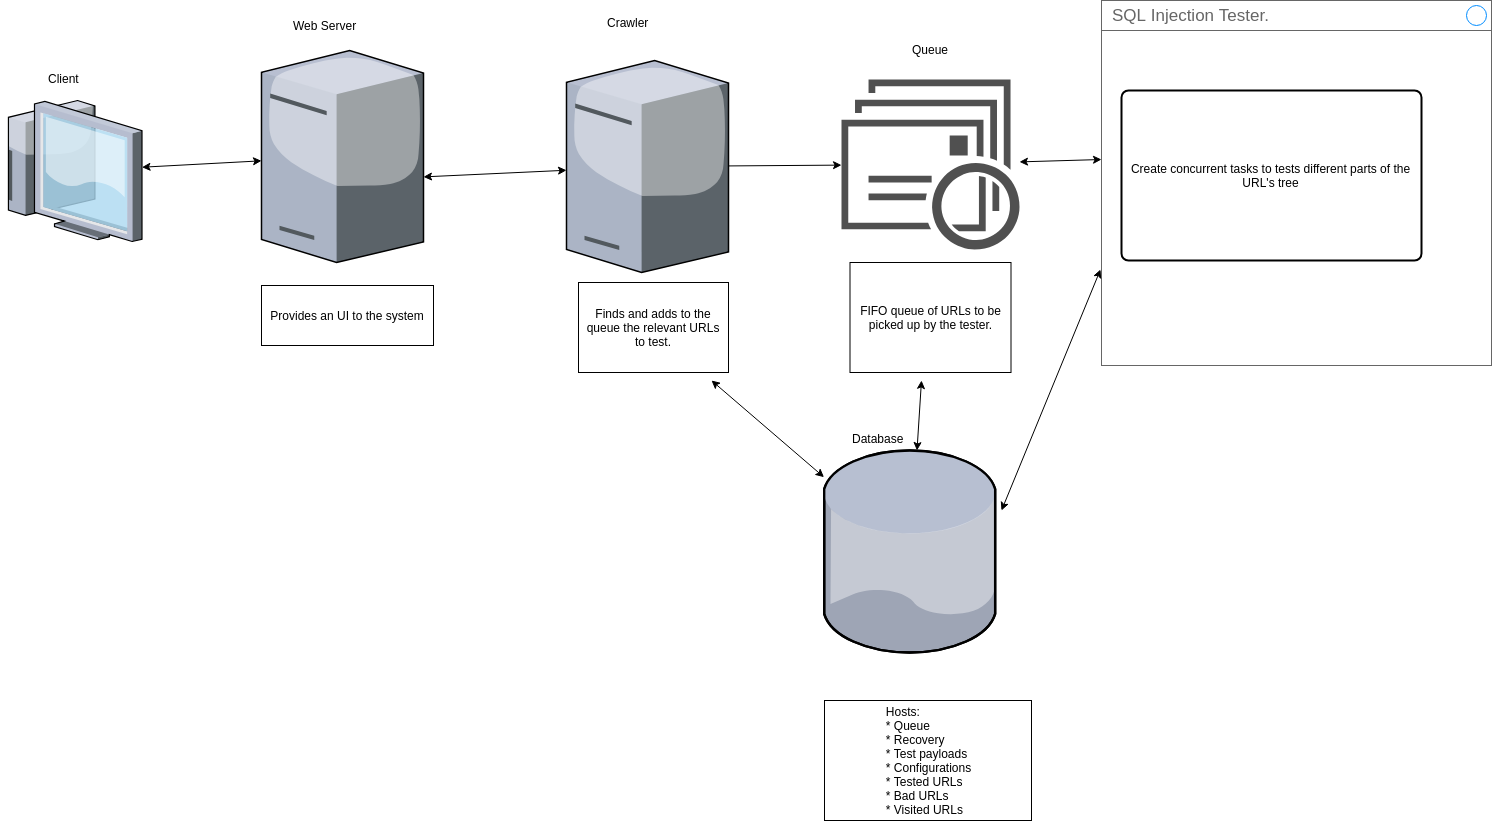 Client
Web Server
Crawler
Queue
SQL Injection Tester.
Create concurrent tasks to tests different parts of the
URL's tree
Provides an UI to the system
Finds and adds to the
queue the relevant URLs
to test.
FIFO queue of URLs to be
picked up by the tester.
Database
Hosts:
* Queue
* Recovery
* Test payloads
* Configurations
* Tested URLs
* Bad URLs
* Visited URLs